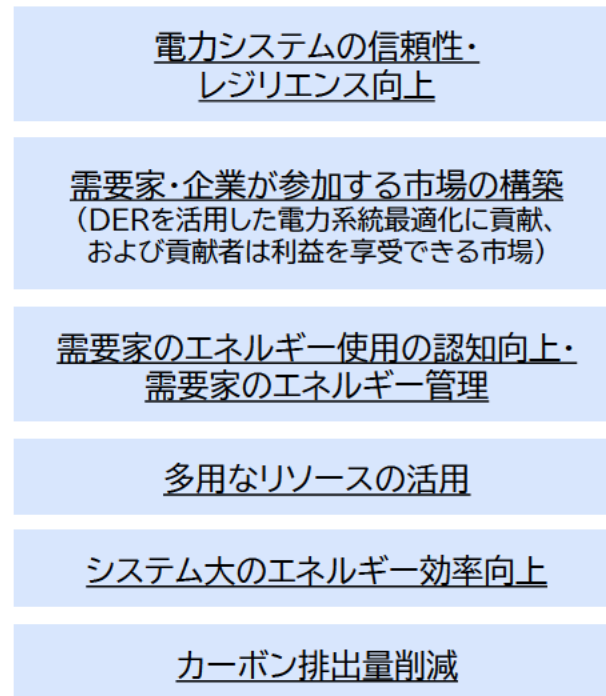 電力システムの信頼性・
レジリエンス向上
需要家・企業が参加する市場の構築
（DERを活用した電力系統最適化に貢献、
および貢献者は利益を享受できる市場）
需要家のエネルギー使用の認知向上・
需要家のエネルギー管理
多用なリソースの活用
システム大のエネルギー効率向上
カーボン排出量削減